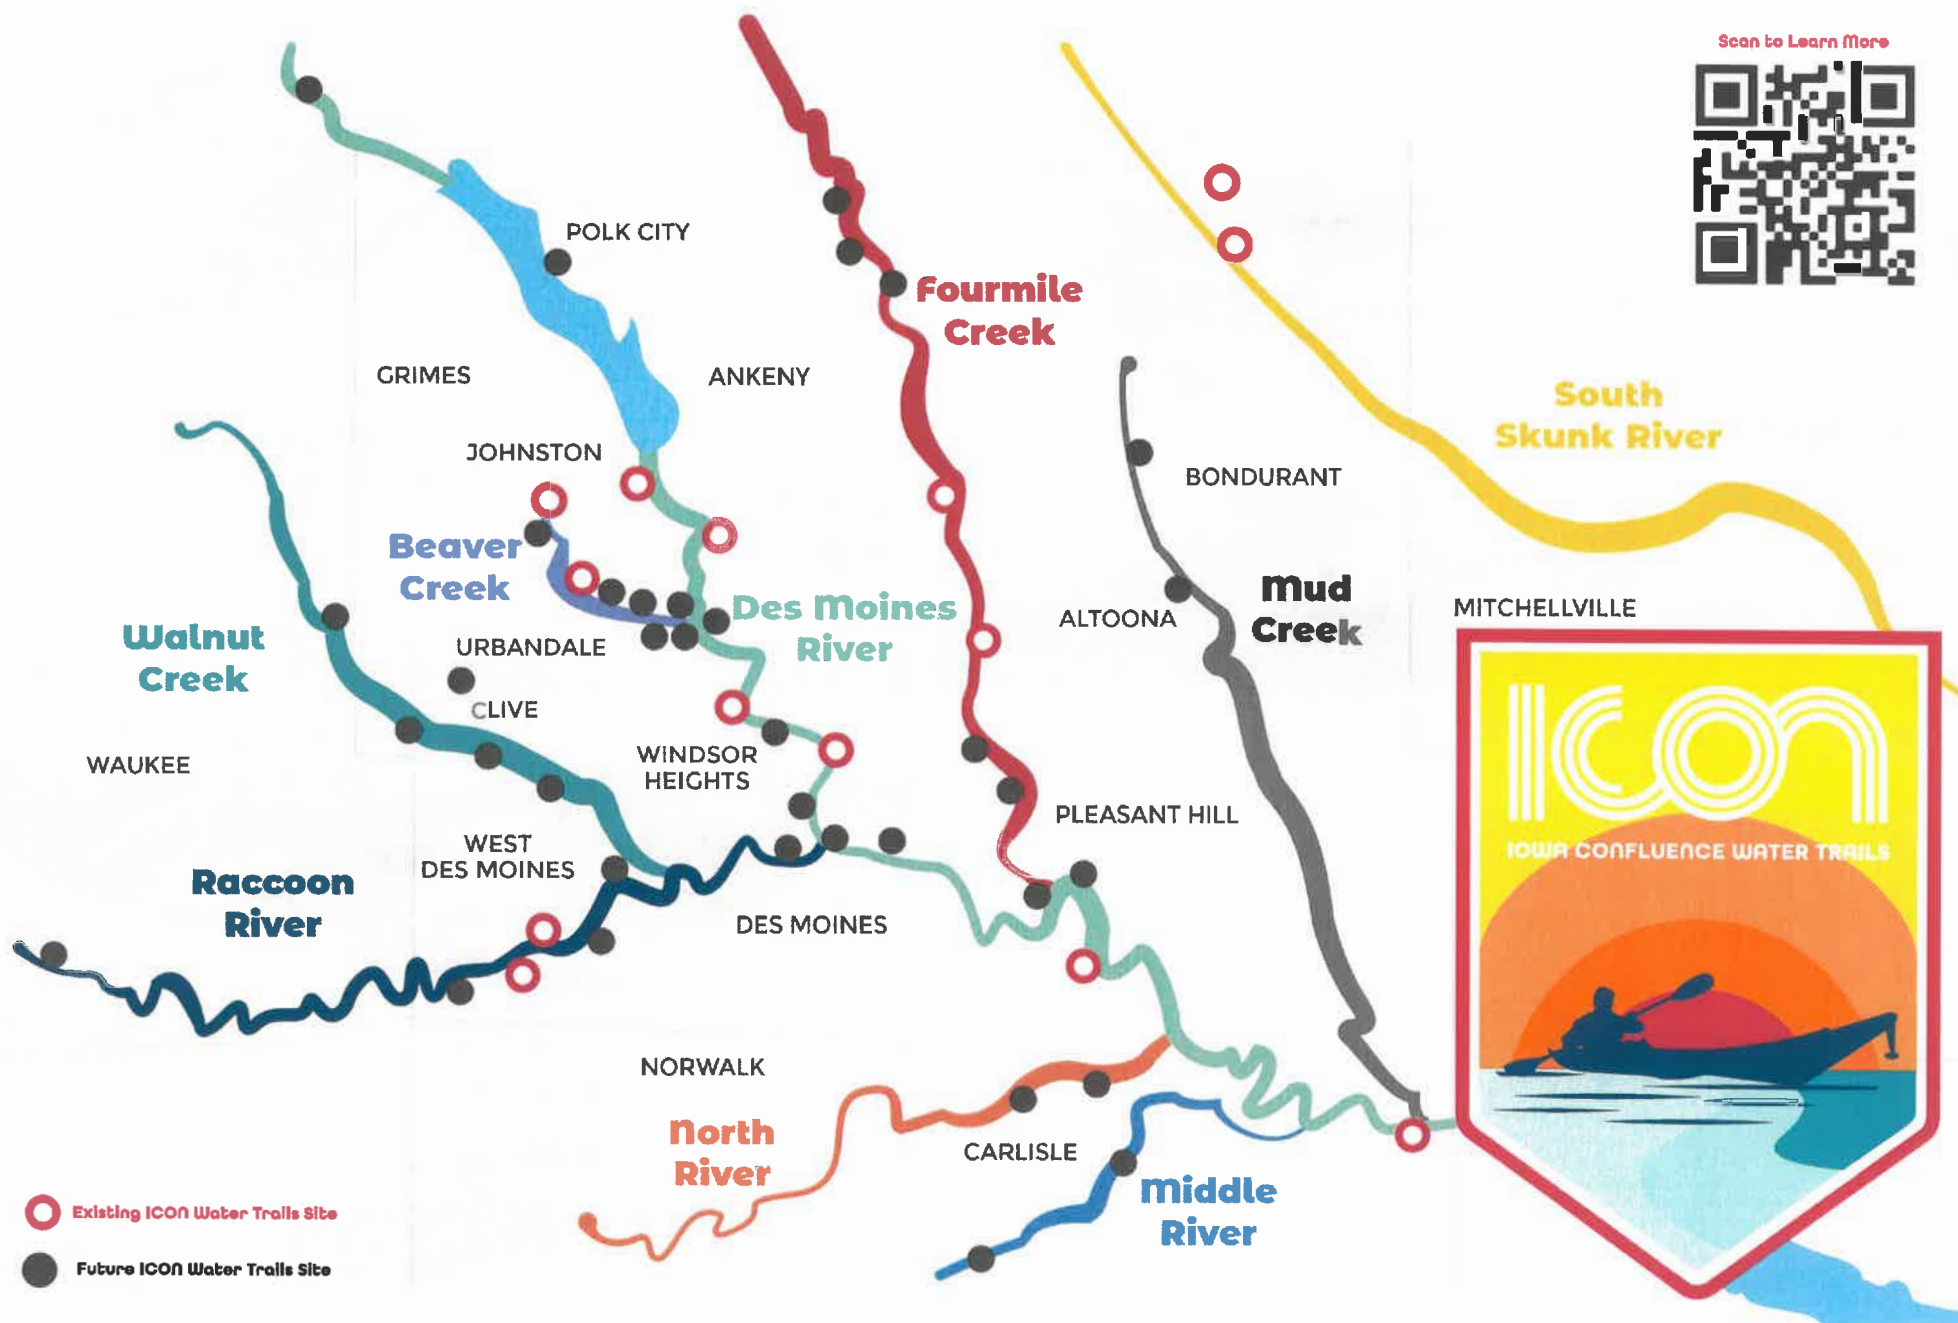 Scan to Learn More
POLK CITY
Fourmile
Creek
GRIMES
ANKENY
South
Skunk River
JOHNSTON
BONDURANT
Beaver
Creek
Des Moines
River
Mud
Creek
MITCHELLVILLE
ALTOONA
Walnut
Creek
URBANDALE
CLIVE
WAUKEE
WINDSOR
HEIGHTS
ICON
IOWA CONFLUENCE WATER TRAILS
PLEASANT HILL
WEST
DES MOINES
Raccoon
River
DES MOINES
NORWALK
North
River
CARLISLE
Middle
River
Existing ICON Water Trails Site
Future ICON Water Trails Site